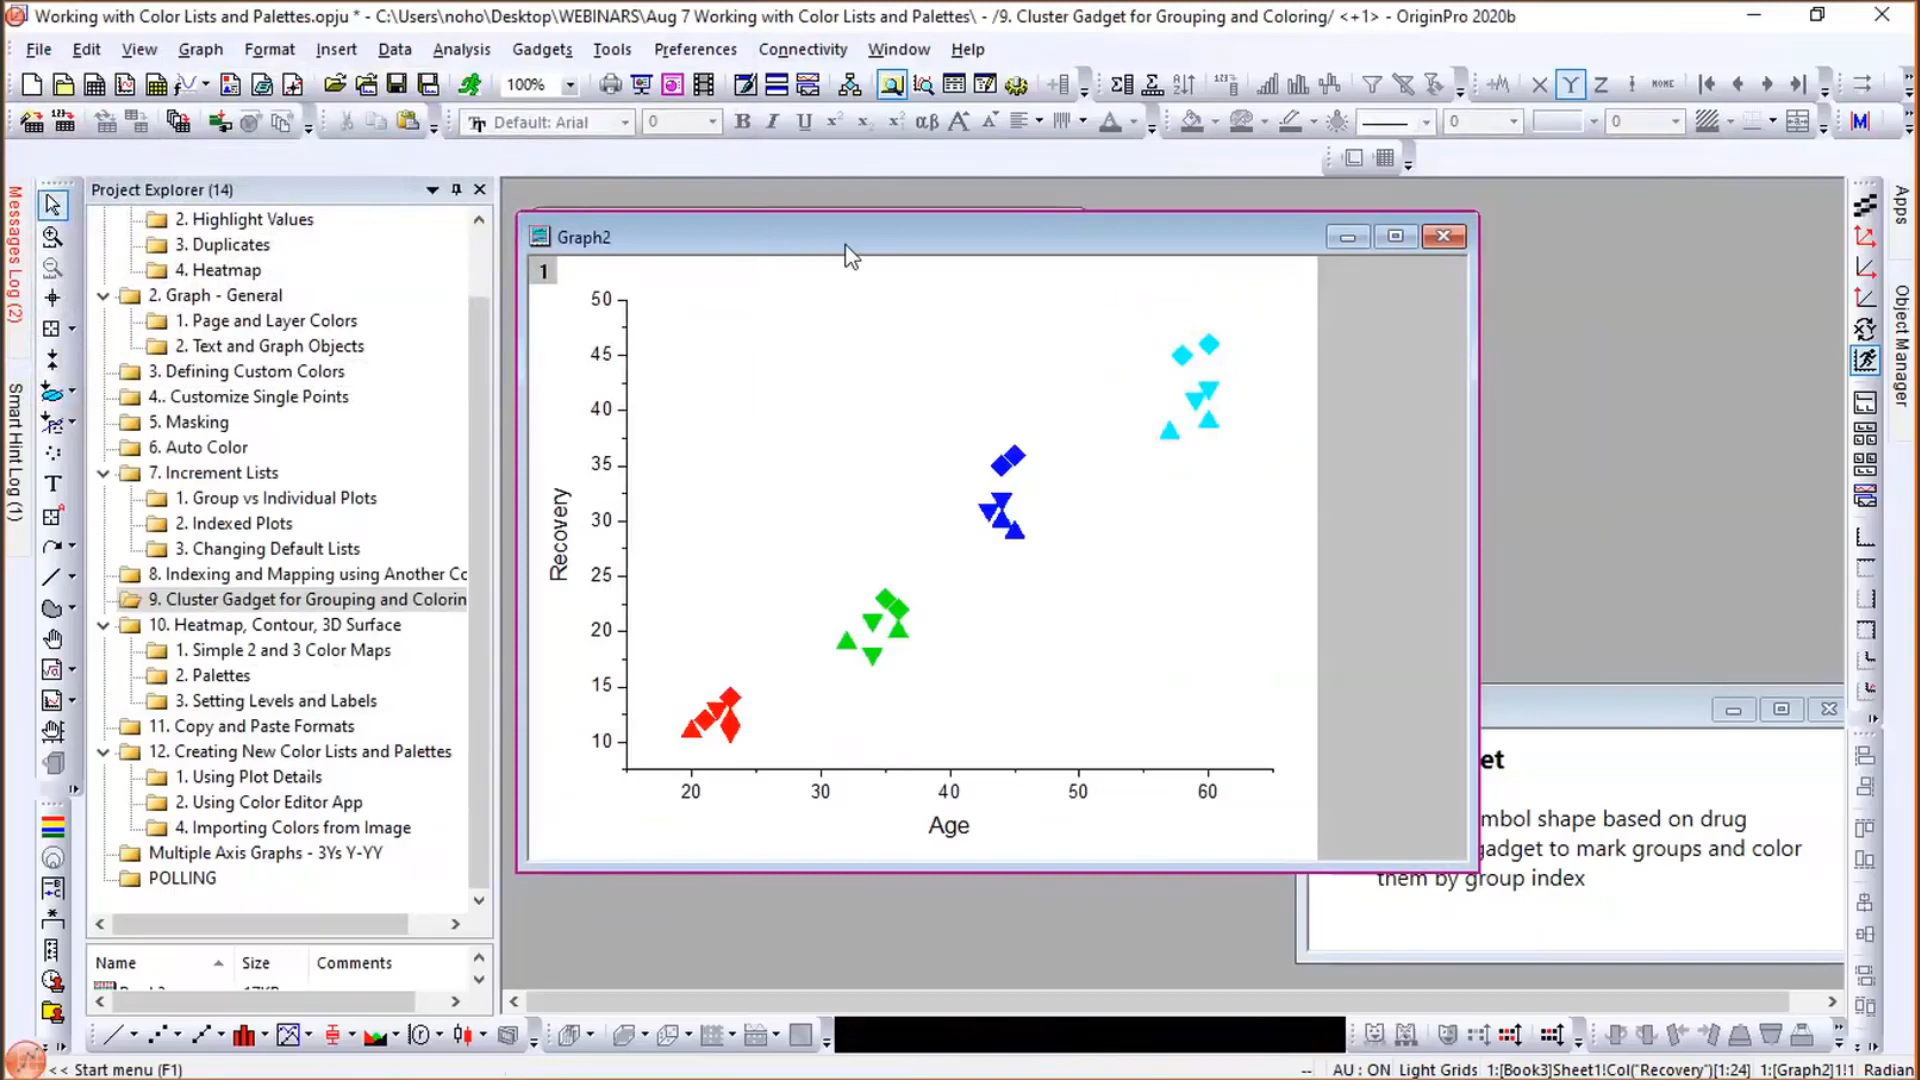 Working with Color Lists and Palettes.opju * - C:\Users\noho\Desktop\WEBINARS\Aug 7 Working with Color Lists and Palettes\ - /9. Cluster Gadget for Grouping and Coloring/ <+1> - OriginPro 2020b
File Edit View Graph Format Insert Data Analysis Gadgets Tools Preferences Connectivity Window Help
100%
X Y Z HOME
Default: Arial 0 B I U αβ A 0 0
Messages Log (2)
Smart Hint Log (1)
Project Explorer (14)
2. Highlight Values
3. Duplicates
4. Heatmap
2. Graph - General
1. Page and Layer Colors
2. Text and Graph Objects
3. Defining Custom Colors
4.. Customize Single Points
5. Masking
6. Auto Color
7. Increment Lists
1. Group vs Individual Plots
2. Indexed Plots
3. Changing Default Lists
8. Indexing and Mapping using Another Co
9. Cluster Gadget for Grouping and Colorin
10. Heatmap, Contour, 3D Surface
1. Simple 2 and 3 Color Maps
2. Palettes
3. Setting Levels and Labels
11. Copy and Paste Formats
12. Creating New Color Lists and Palettes
1. Using Plot Details
2. Using Color Editor App
4. Importing Colors from Image
Multiple Axis Graphs - 3Ys Y-YY
POLLING
Name Size Comments
Graph2
1
50
45
40
35
30
25
20
15
10
Recovery
20 30 40 50 60
Age
et
mbol shape based on drug
gadget to mark groups and color
them by group index
Apps
Object Manager
<< Start menu (F1)
-- AU : ON Light Grids 1:[Book3]Sheet1!Col("Recovery")[1:24] 1:[Graph2]1!1 Radian